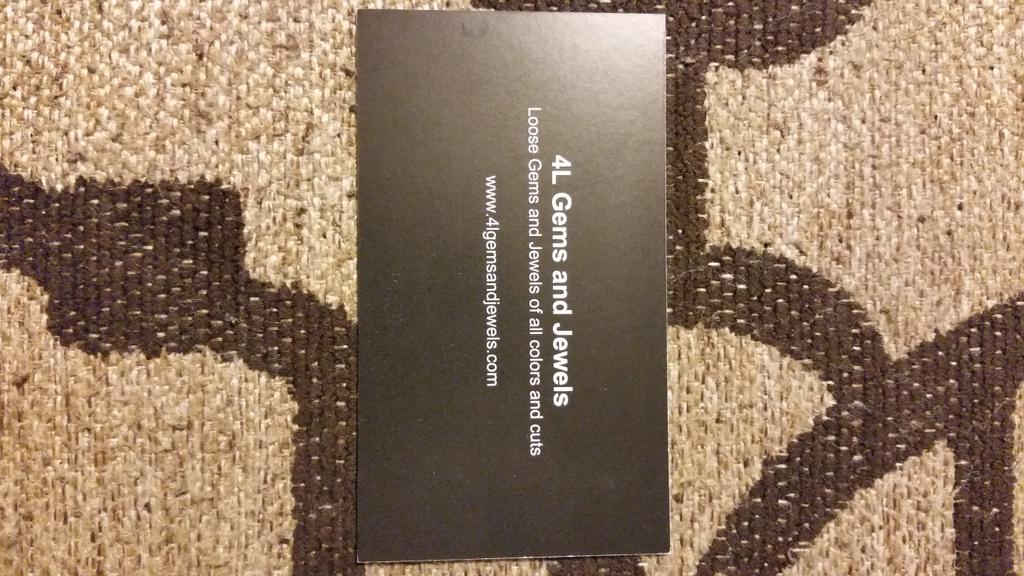 4L Gems and Jewels
Loose Gems and Jewels of all colors and cuts
www.4lgemsandjewels.com